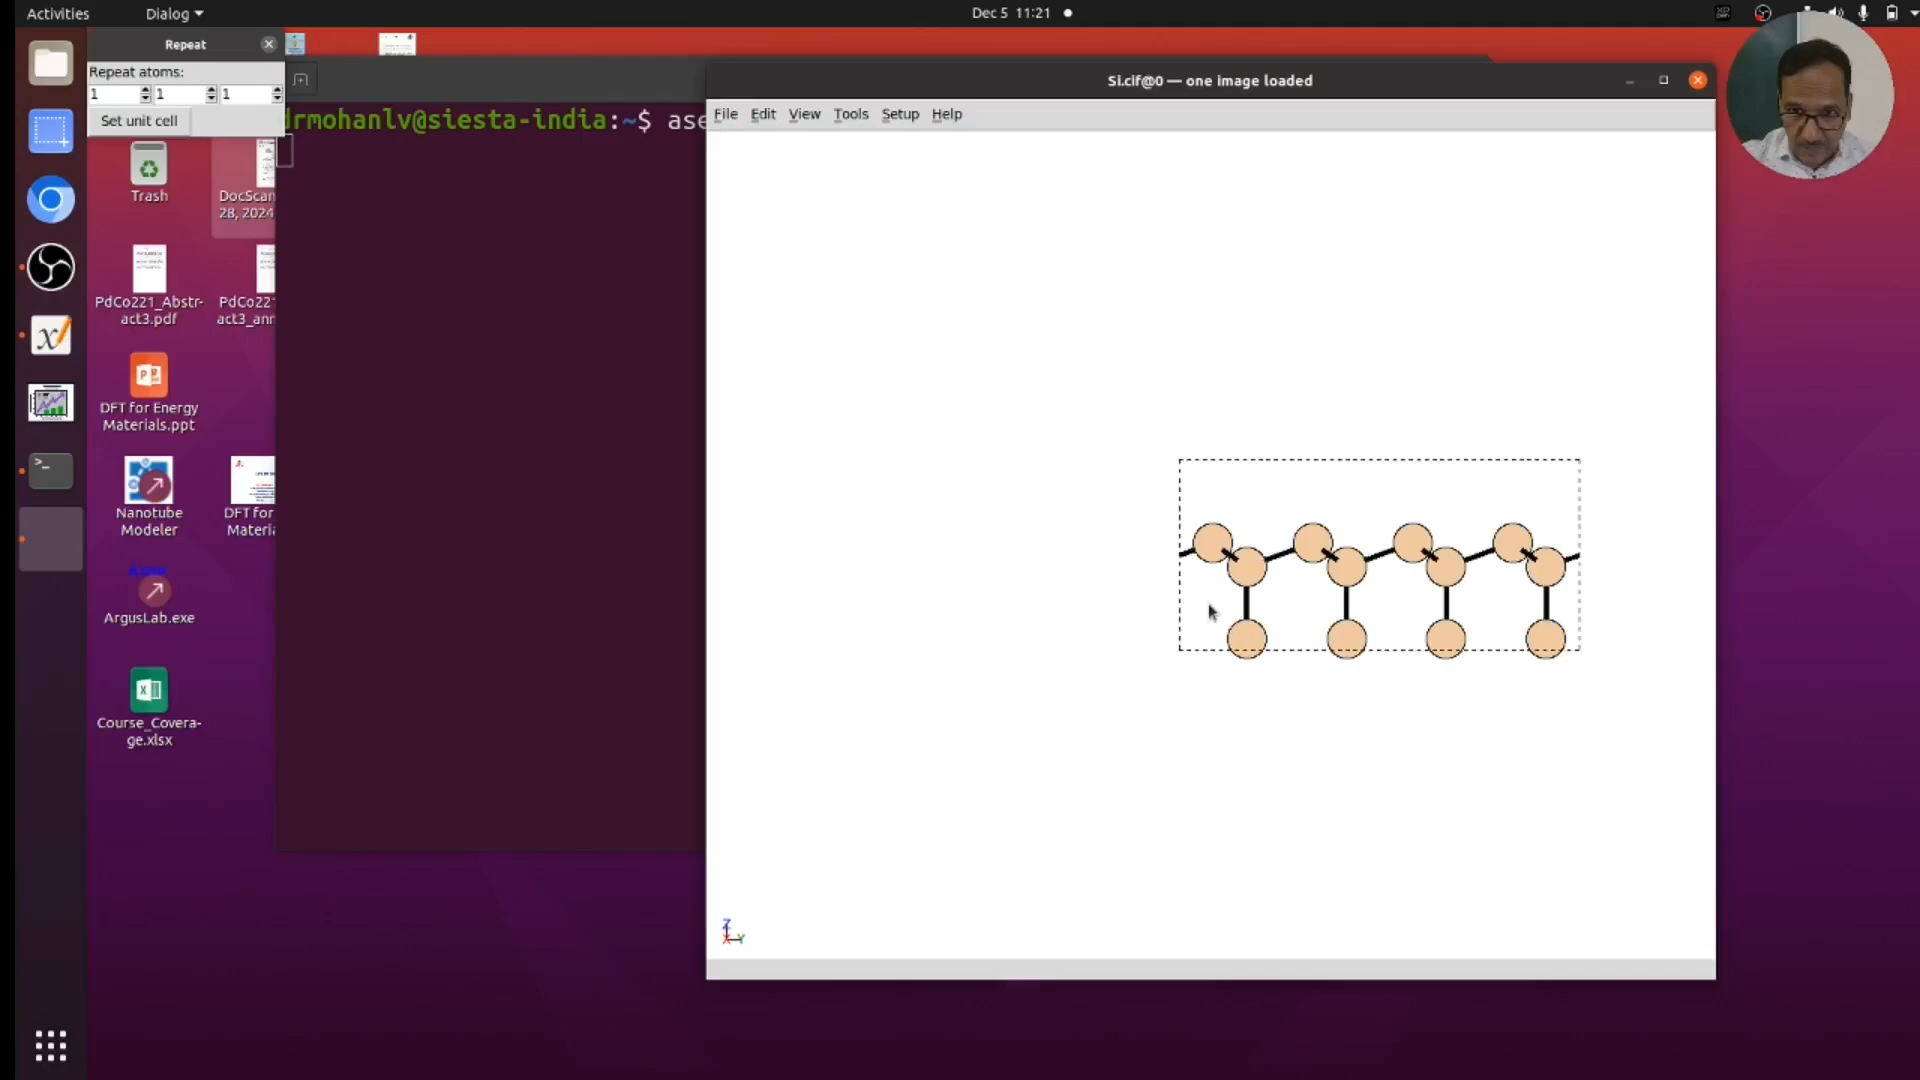 Activities
Dialog
Dec 5 11:21
Repeat
Repeat atoms:
1 1 1
Set unit cell
drmohanlv@siesta-india:~$ ase
Si.cif@0 — one image loaded
File Edit View Tools Setup Help
Trash
DocScan
28, 2024
PdCo221_Abstr-
act3.pdf
PdCo22
act3_ann
DFT for Energy
Materials.ppt
Nanotube
Modeler
DFT for
Materia
ArgusLab.exe
Course_Covera-
ge.xlsx
Z
X Y